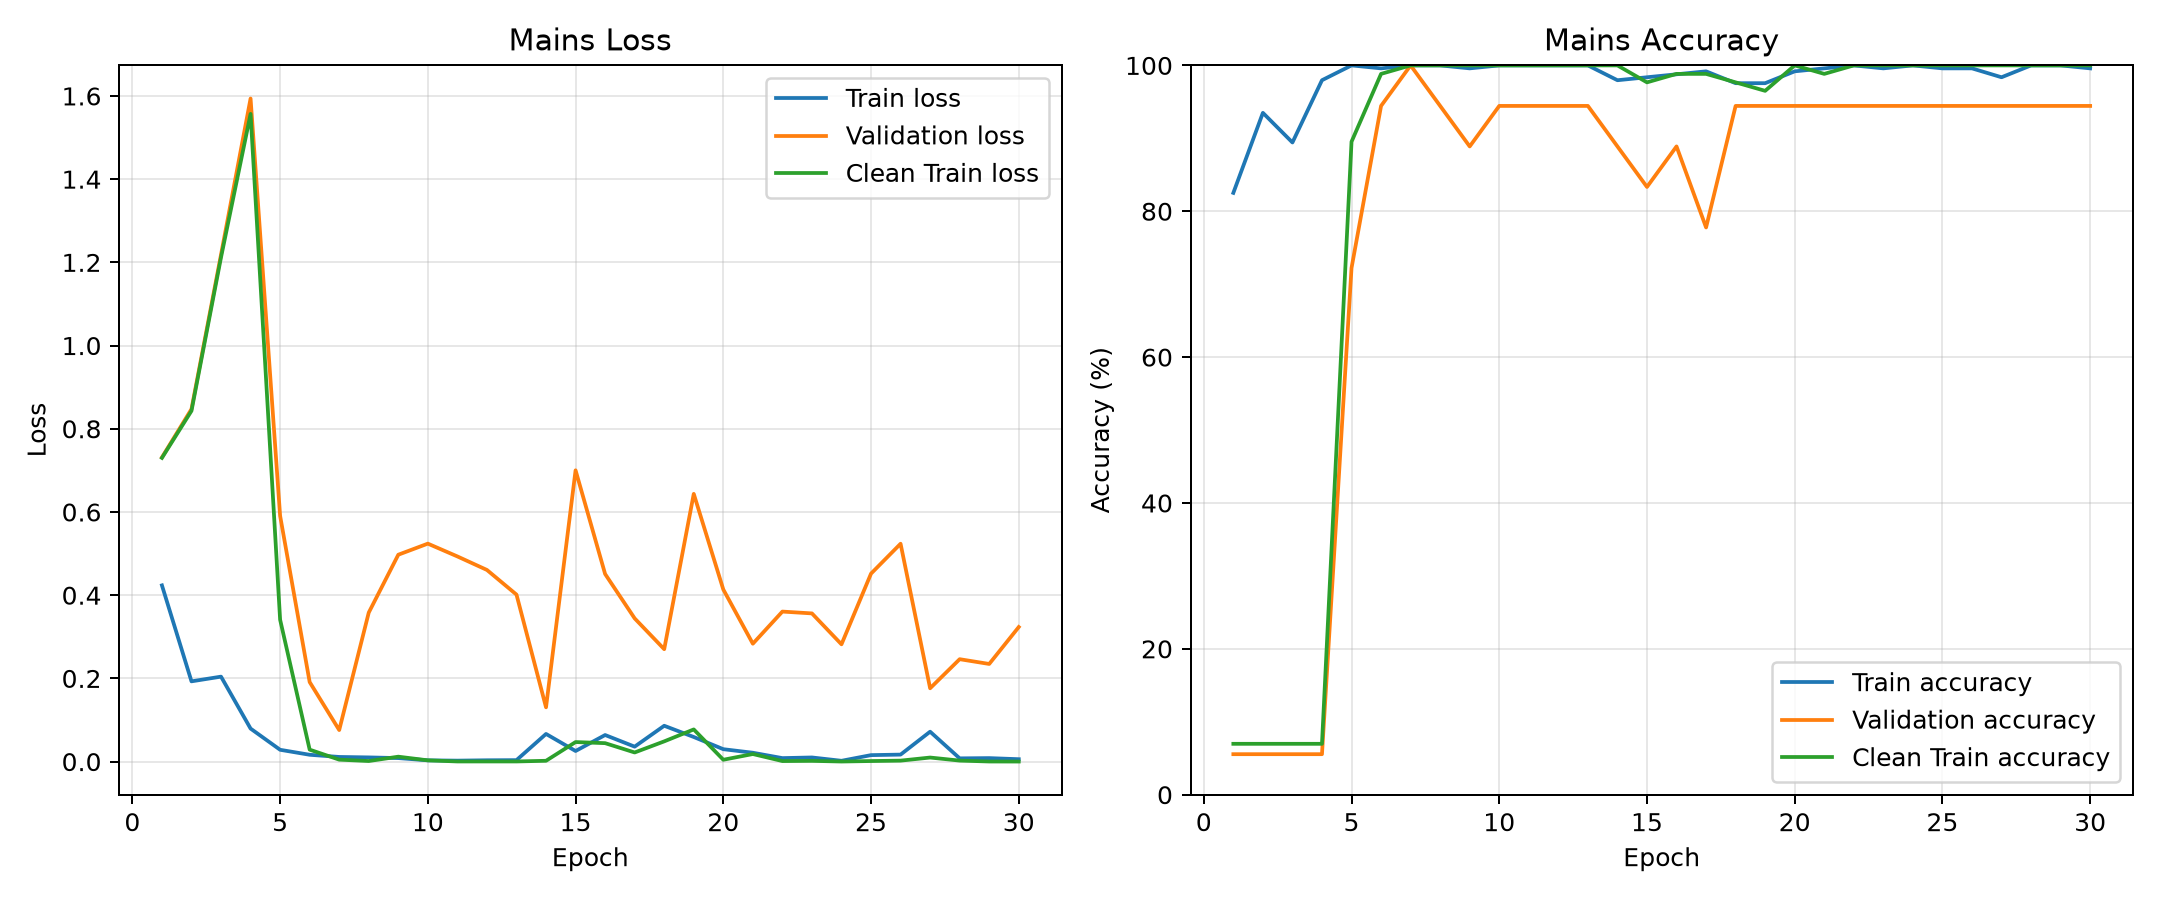 Mains Loss
1.6
1.4
1.2
1.0
0.8
0.6
0.4
0.2
0.0
Loss
0
5
10
15
20
25
30
Epoch
Train loss
Validation loss
Clean Train loss
Mains Accuracy
100
80
60
40
20
0
Accuracy (%)
0
5
10
15
20
25
30
Epoch
Train accuracy
Validation accuracy
Clean Train accuracy